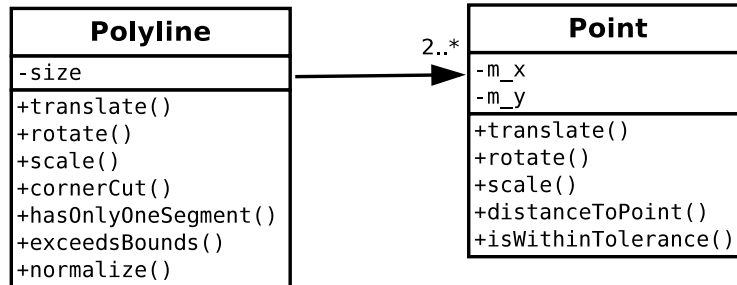 Polyline
-size
+translate()
+rotate()
+scale()
+cornerCut()
+hasOnlyOneSegment()
+exceedsBounds()
+normalize()
2..*
Point
-m_x
-m_y
+translate()
+rotate()
+scale()
+distanceToPoint()
+isWithinTolerance()